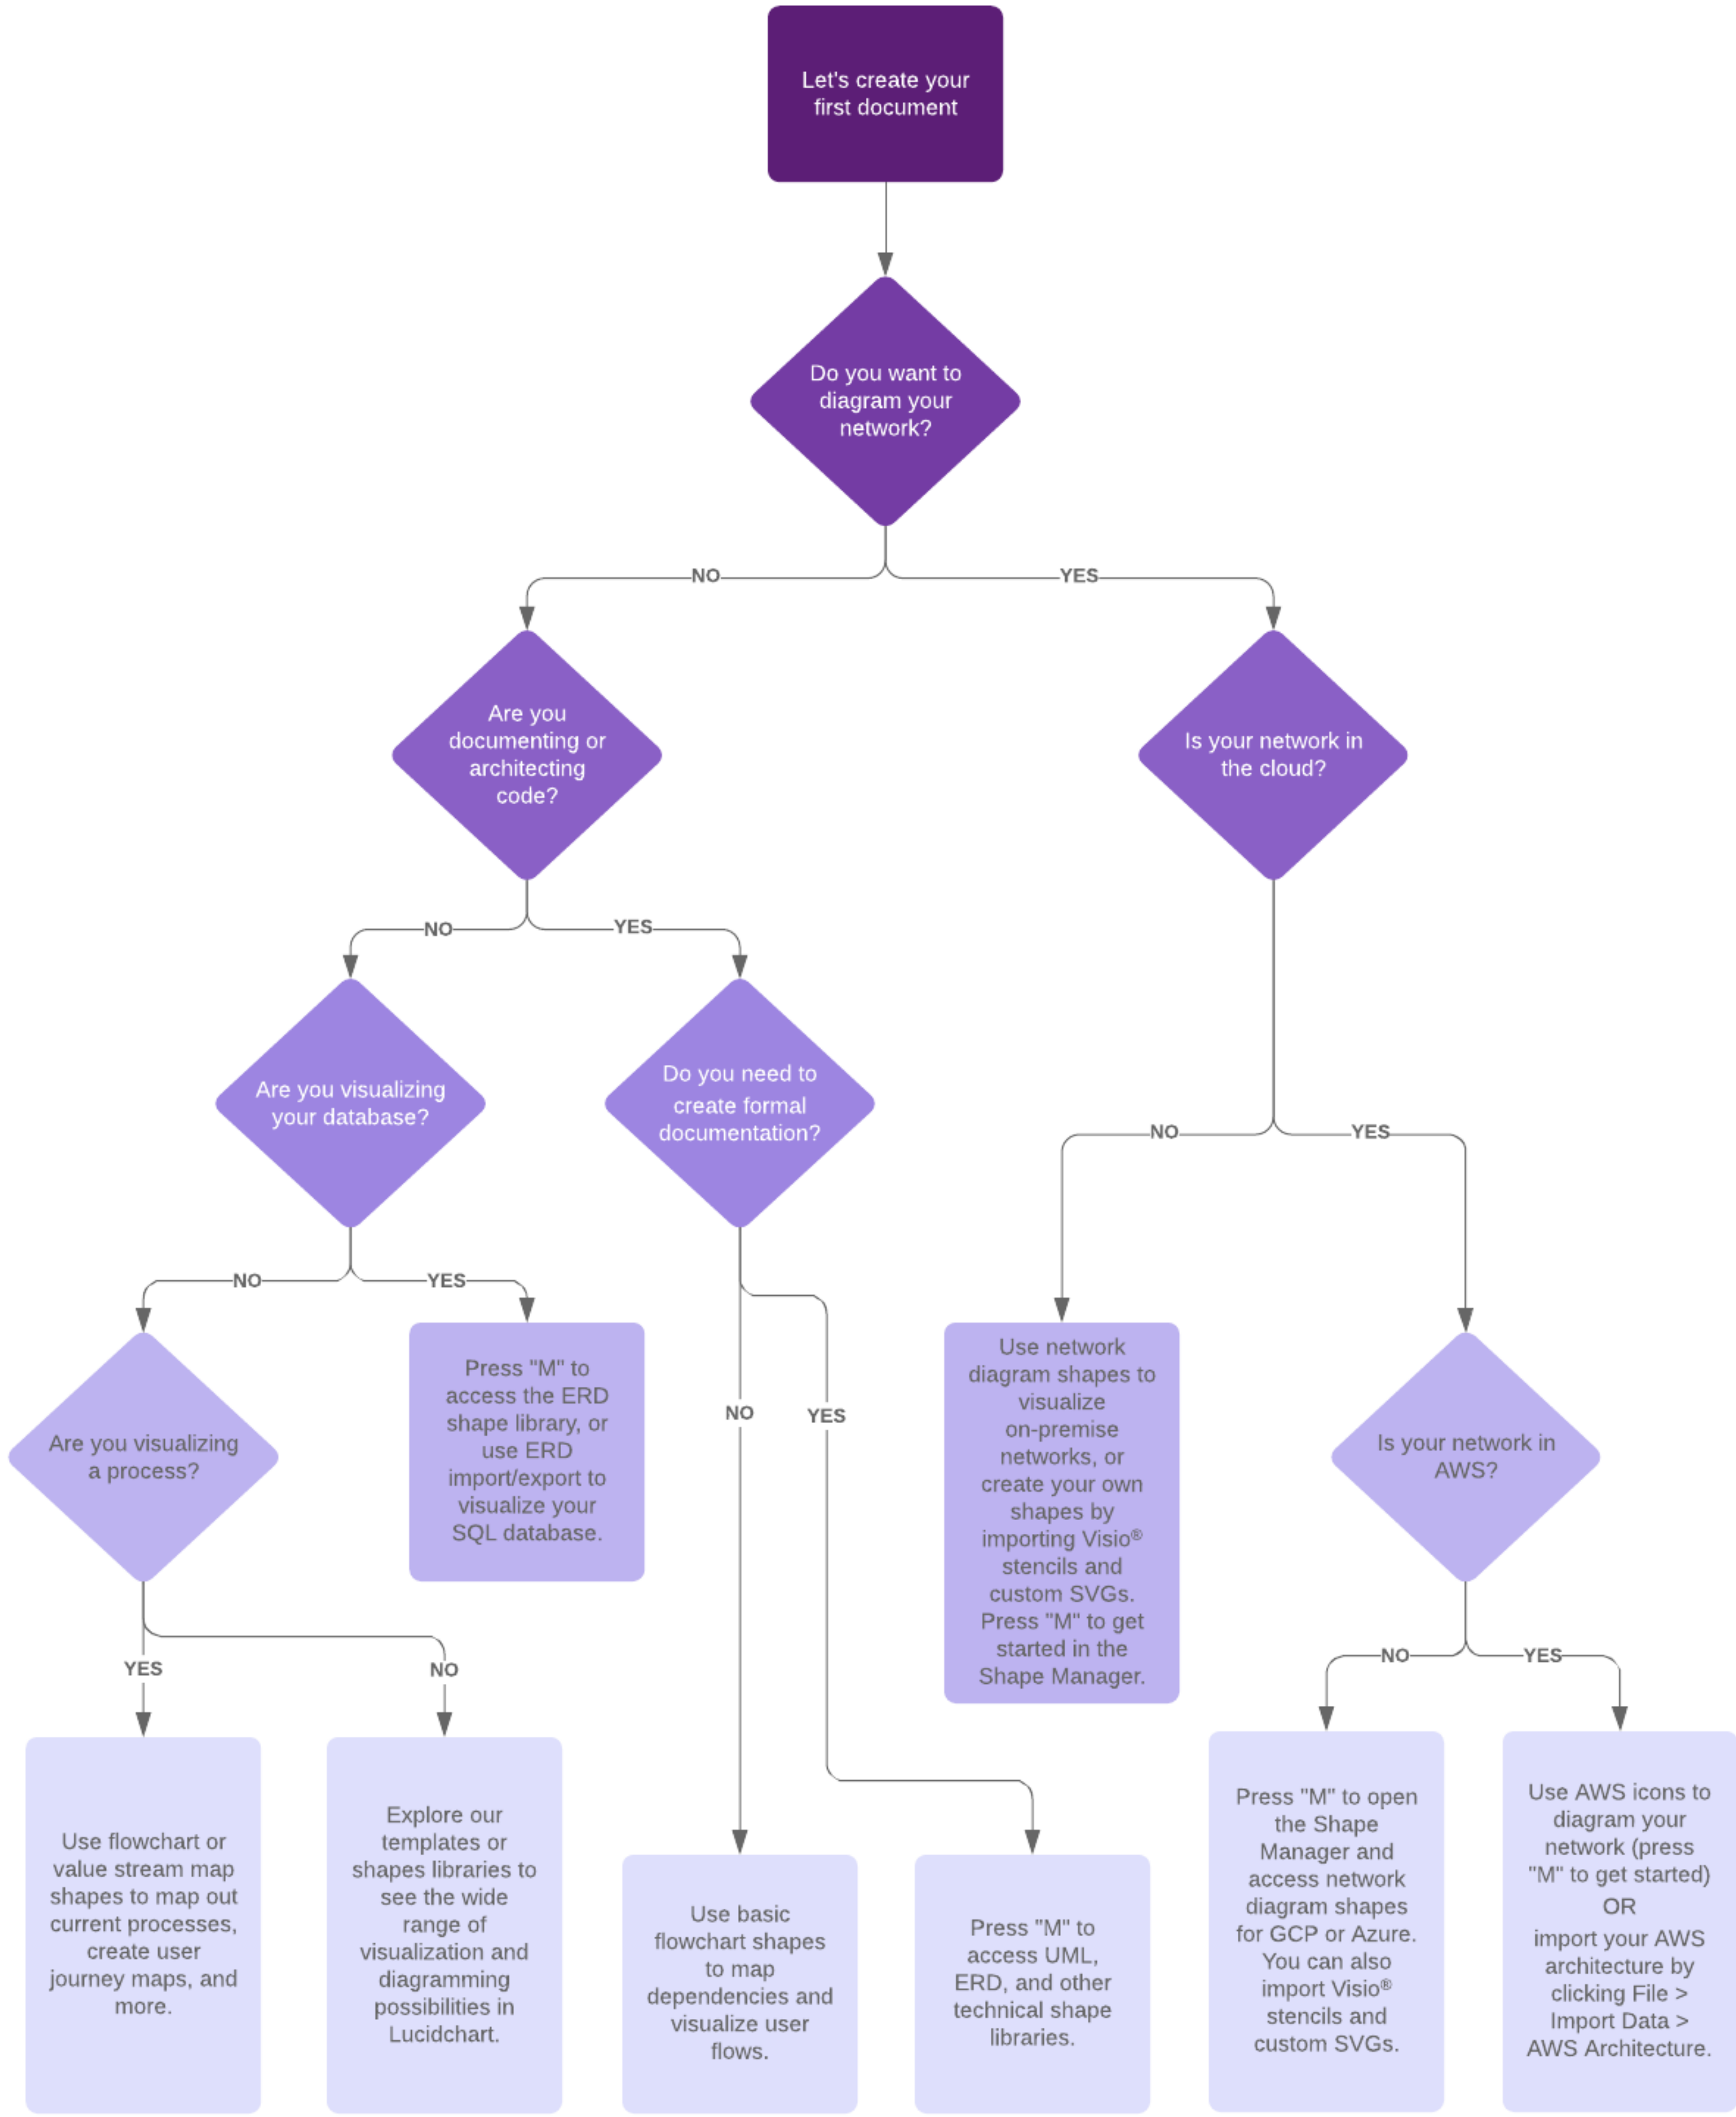 Let's create your
first document
Do you want to
diagram your
network?
NO
YES
Are you
documenting or
architecting
code?
Is your network in
the cloud?
NO
YES
Are you visualizing
your database?
Do you need to
create formal
documentation?
NO
YES
NO
YES
Are you visualizing
a process?
Press "M" to
access the ERD
shape library, or
use ERD
import/export to
visualize your
SQL database.
NO
YES
Use network
diagram shapes to
visualize
on-premise
networks, or
create your own
shapes by
importing Visio®
stencils and
custom SVGs.
Press "M" to get
started in the
Shape Manager.
Is your network in
AWS?
YES
NO
NO
YES
Use flowchart or
value stream map
shapes to map out
current processes,
create user
journey maps, and
more.
Explore our
templates or
shapes libraries to
see the wide
range of
visualization and
diagramming
possibilities in
Lucidchart.
Use basic
flowchart shapes
to map
dependencies and
visualize user
flows.
Press "M" to
access UML,
ERD, and other
technical shape
libraries.
Press "M" to open
the Shape
Manager and
access network
diagram shapes
for GCP or Azure.
You can also
import Visio®
stencils and
custom SVGs.
Use AWS icons to
diagram your
network (press
"M" to get started)
OR
import your AWS
architecture by
clicking File >
Import Data >
AWS Architecture.